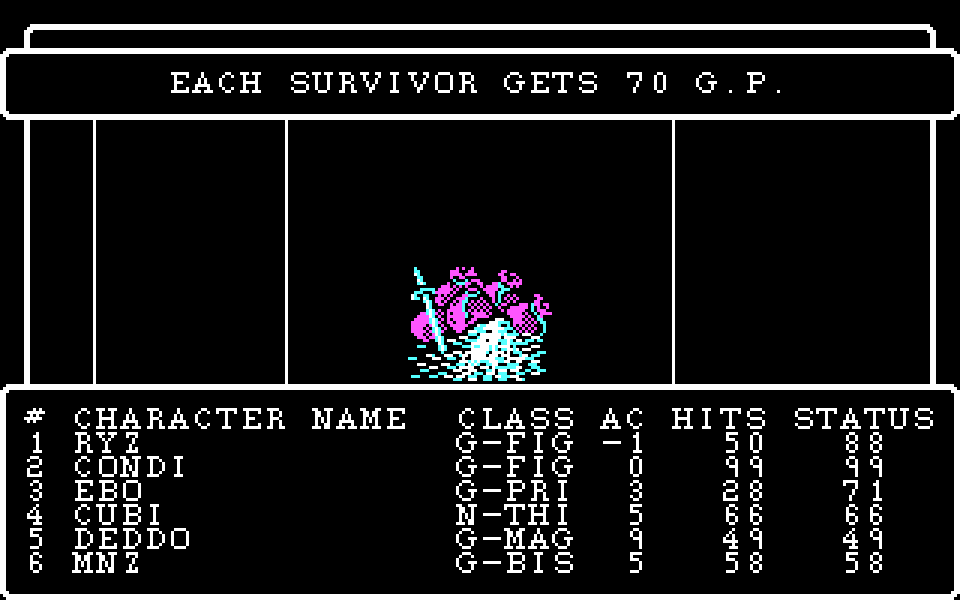 EACH SURVIVOR GETS 70 G.P.
# CHARACTER NAME CLASS AC HITS STATUS
1 RYZ G-FIG -1 50 88
2 CONDI G-FIG 0 99 99
3 EBO G-PRI 3 28 71
4 CUBI N-THI 5 66 66
5 DEDDO G-MAG 9 49 49
6 MNZ G-BIS 5 58 58